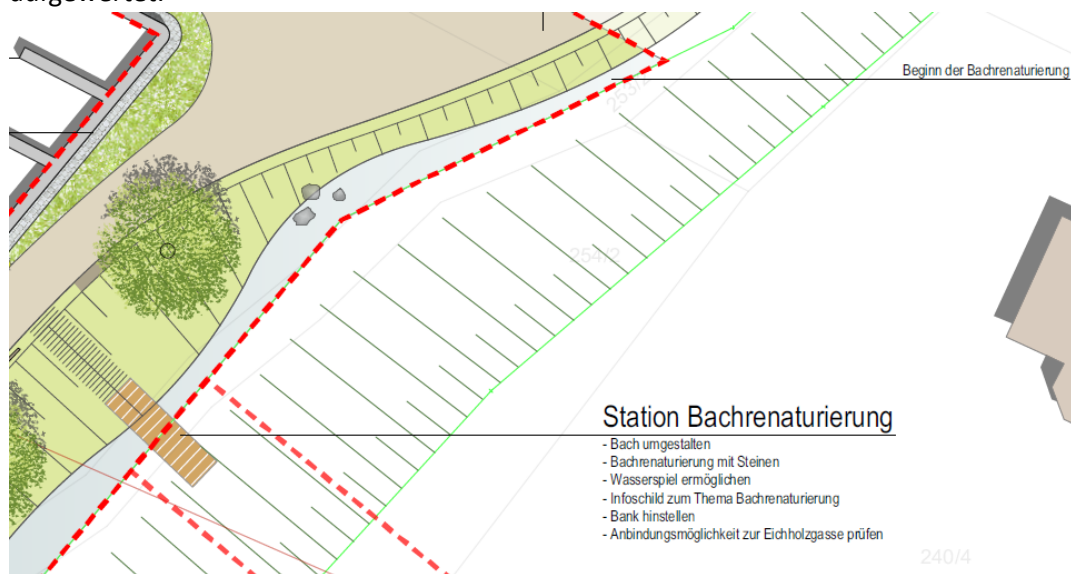 aufgewertet.
Beginn der Bachrenaturierung
254/2
Station Bachrenaturierung
- Bach umgestalten
- Bachrenaturierung mit Steinen
- Wasserspiel ermöglichen
- Infoschild zum Thema Bachrenaturierung
- Bank hinstellen
- Anbindungsmöglichkeit zur Eichholzgasse prüfen
240/4